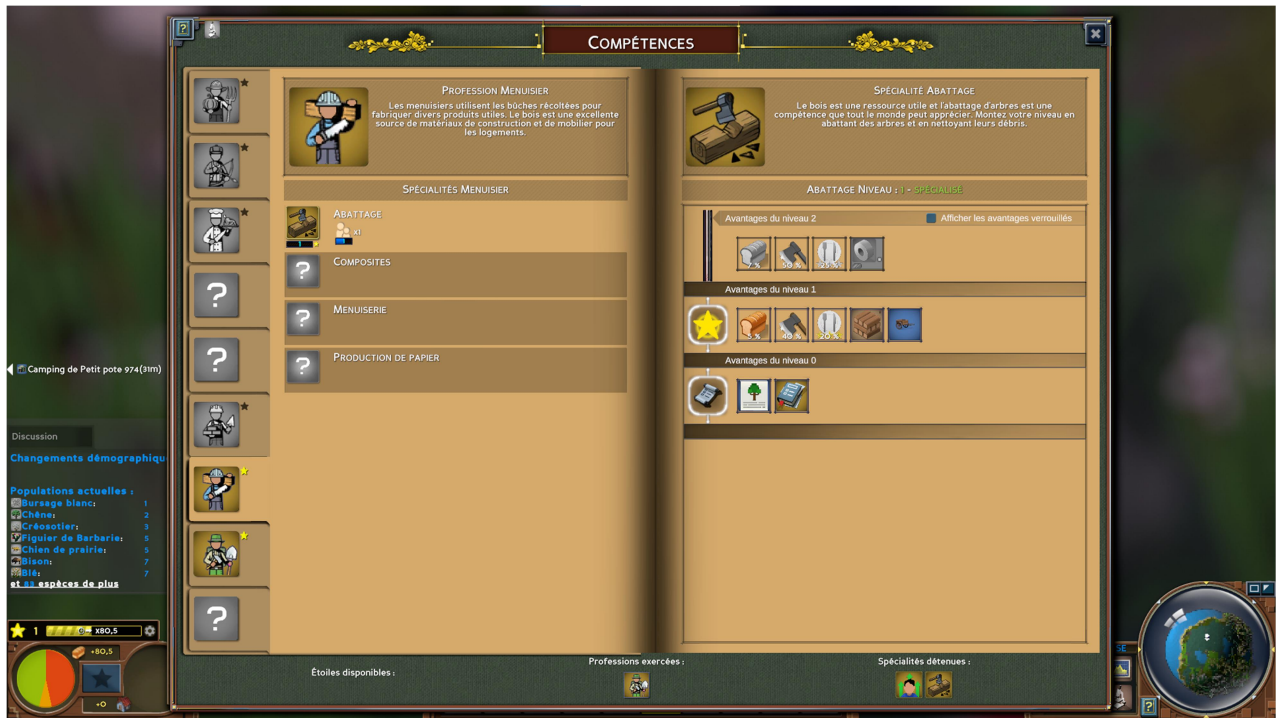 COMPÉTENCES
PROFESSION MENUISIER
Les menuisiers utilisent les bûches récoltées pour
fabriquer divers produits utiles. Le bois est une excellente
source de matériaux de construction et de mobilier pour
les logements.
SPÉCIALITÉS MENUISIER
ABATTAGE
x1
COMPOSITES
MENUISERIE
PRODUCTION DE PAPIER
SPÉCIALITÉ ABATTAGE
Le bois est une ressource utile et l'abattage d'arbres est une
compétence que tout le monde peut apprécier. Montez votre niveau en
abattant des arbres et en nettoyant leurs débris.
ABATTAGE NIVEAU : 1 - SPÉCIALISÉ
Avantages du niveau 2
Afficher les avantages verrouillés
7 % 50 % 25 %
Avantages du niveau 1
5 % 40 % 20 %
Avantages du niveau 0
Camping de Petit pote 974(31m)
Discussion
Changements démographiqu
Populations actuelles :
Bursage blanc: 1
Chêne: 2
Créosotier: 3
Figuier de Barbarie: 5
Chien de prairie: 5
Bison: 7
Blé: 7
espèces de plus
1
x80,5
+80,5
+0
Étoiles disponibles :
Professions exercées :
Spécialités détenues :
SE